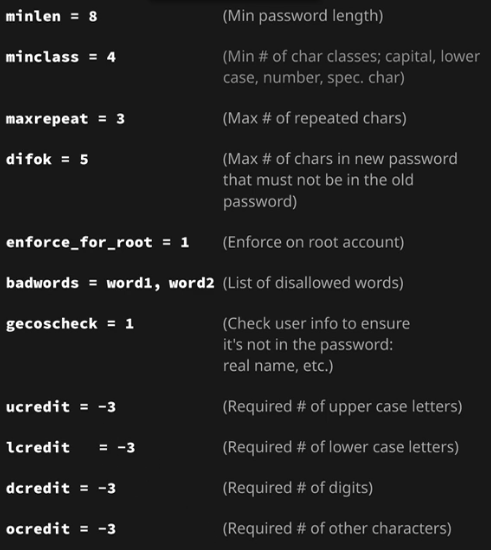 minlen = 8 (Min password length)
minclass = 4 (Min # of char classes; capital, lower
case, number, spec. char)
maxrepeat = 3 (Max # of repeated chars)
difok = 5 (Max # of chars in new password
that must not be in the old
password)
enforce_for_root = 1 (Enforce on root account)
badwords = word1, word2 (List of disallowed words)
gecoscheck = 1 (Check user info to ensure
it's not in the password:
real name, etc.)
ucredit = -3 (Required # of upper case letters)
lcredit = -3 (Required # of lower case letters)
dcredit = -3 (Required # of digits)
ocredit = -3 (Required # of other characters)